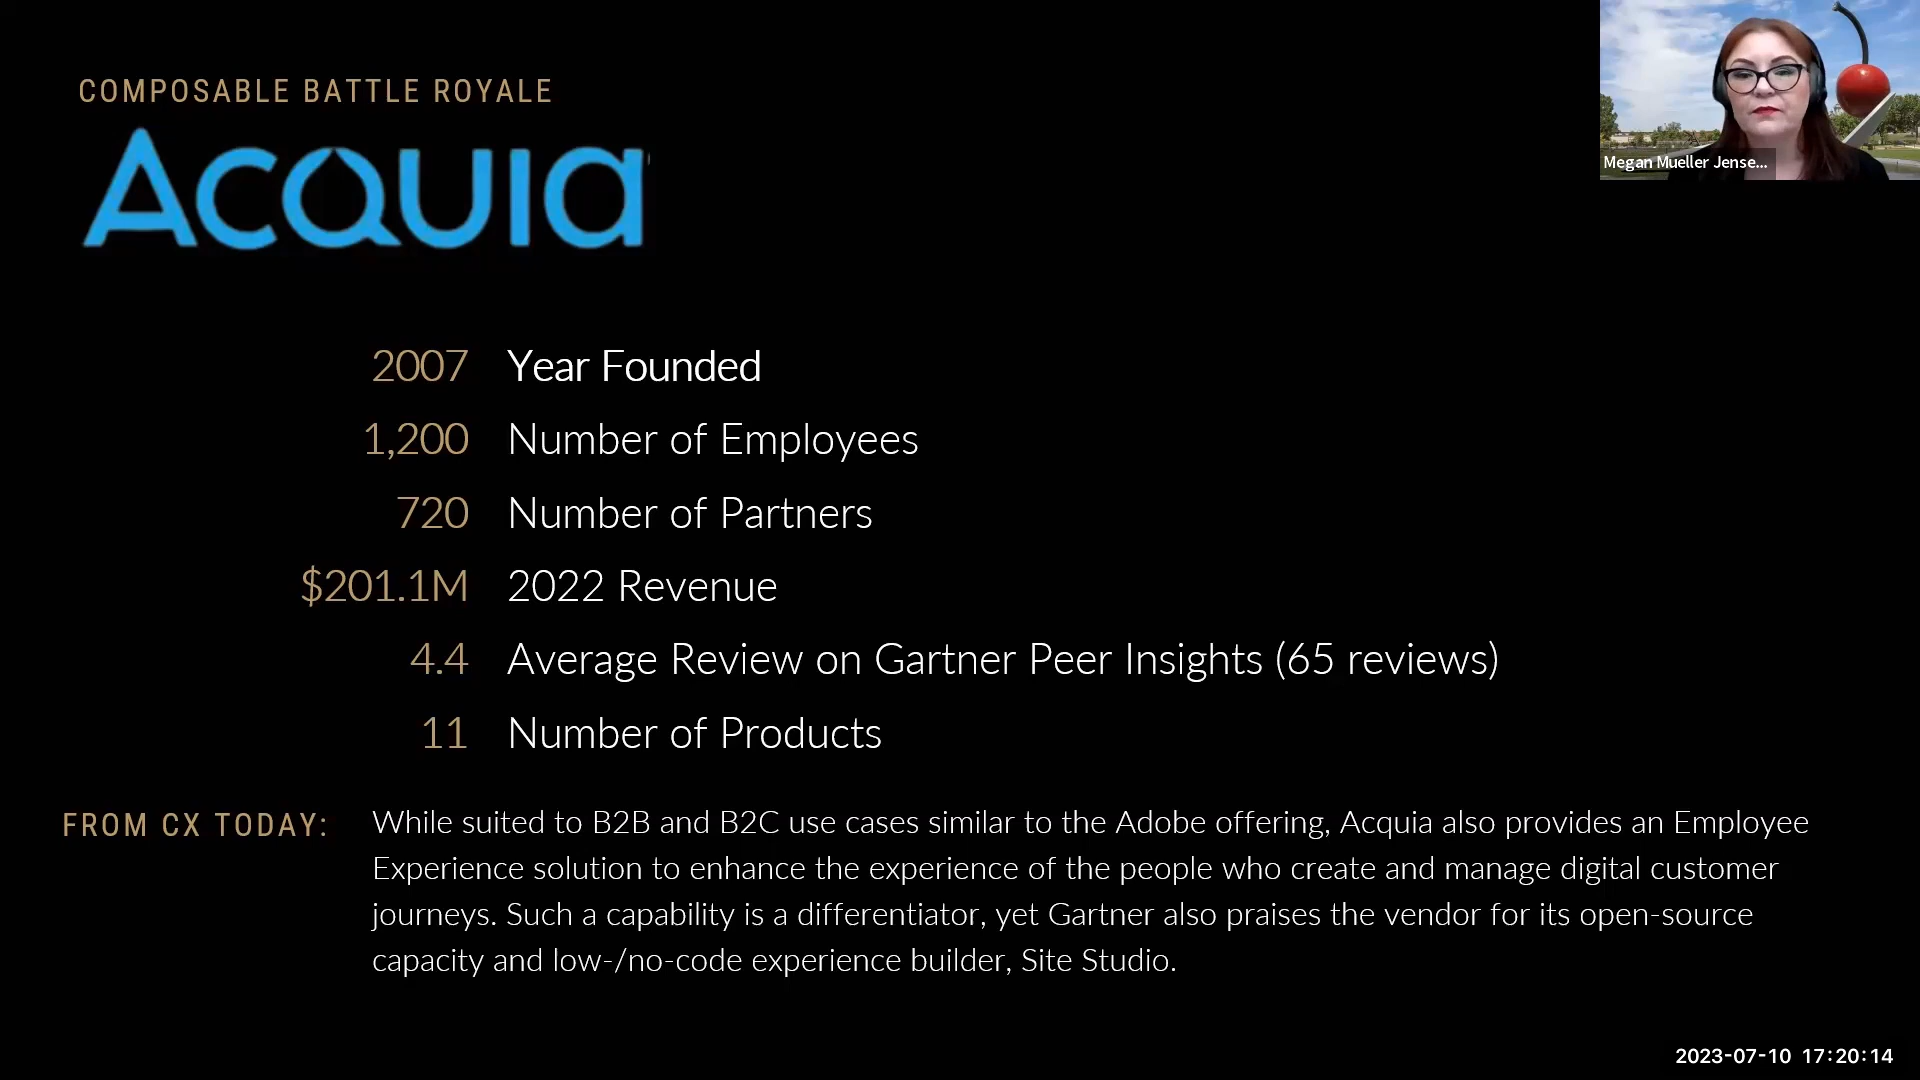 COMPOSABLE BATTLE ROYALE
ACQUIA
Megan Mueller Jense...
2007 Year Founded
1,200 Number of Employees
720 Number of Partners
$201.1M 2022 Revenue
4.4 Average Review on Gartner Peer Insights (65 reviews)
11 Number of Products
FROM CX TODAY: While suited to B2B and B2C use cases similar to the Adobe offering, Acquia also provides an Employee
Experience solution to enhance the experience of the people who create and manage digital customer
journeys. Such a capability is a differentiator, yet Gartner also praises the vendor for its open-source
capacity and low-/no-code experience builder, Site Studio.
2023-07-10 17:20:14